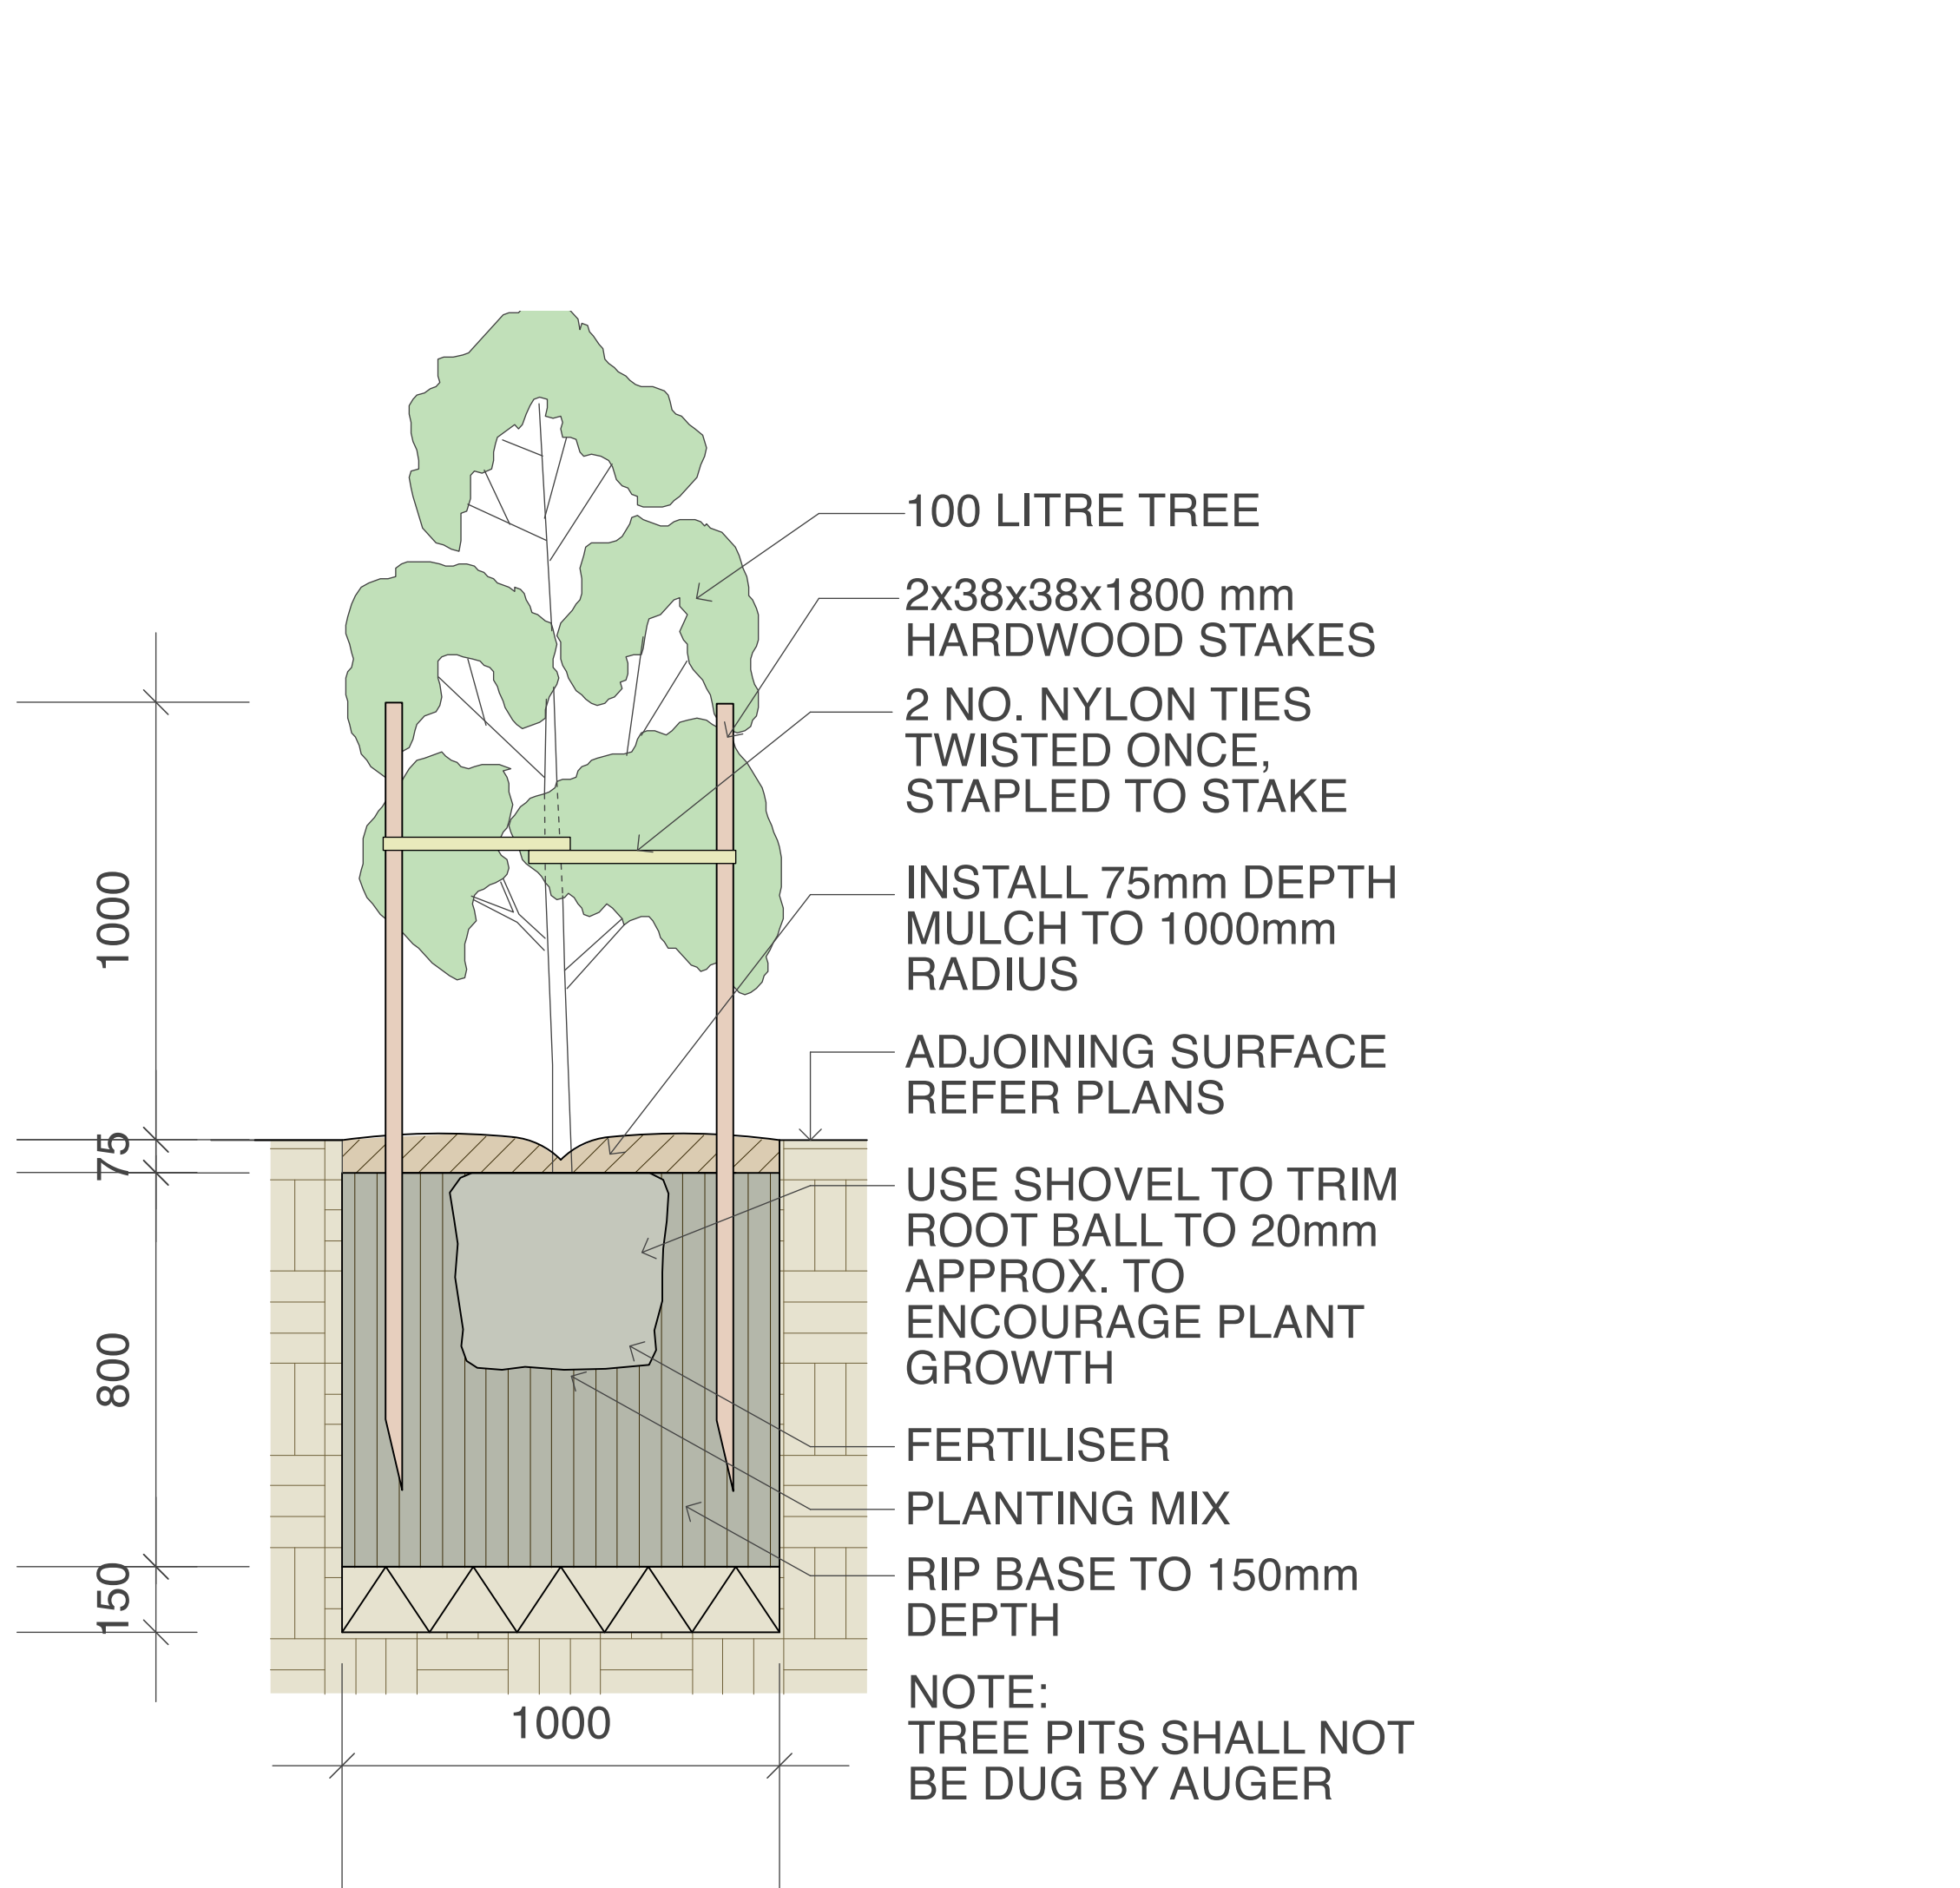 100 LITRE TREE
2x38x38x1800 mm
HARDWOOD STAKES
2 NO. NYLON TIES
TWISTED ONCE,
STAPLED TO STAKE
INSTALL 75mm DEPTH
MULCH TO 1000mm
RADIUS
ADJOINING SURFACE
REFER PLANS
USE SHOVEL TO TRIM
ROOT BALL TO 20mm
APPROX. TO
ENCOURAGE PLANT
GROWTH
FERTILISER
PLANTING MIX
RIP BASE TO 150mm
DEPTH
NOTE:
TREE PITS SHALL NOT
BE DUG BY AUGER
1000
75
800
150
1000